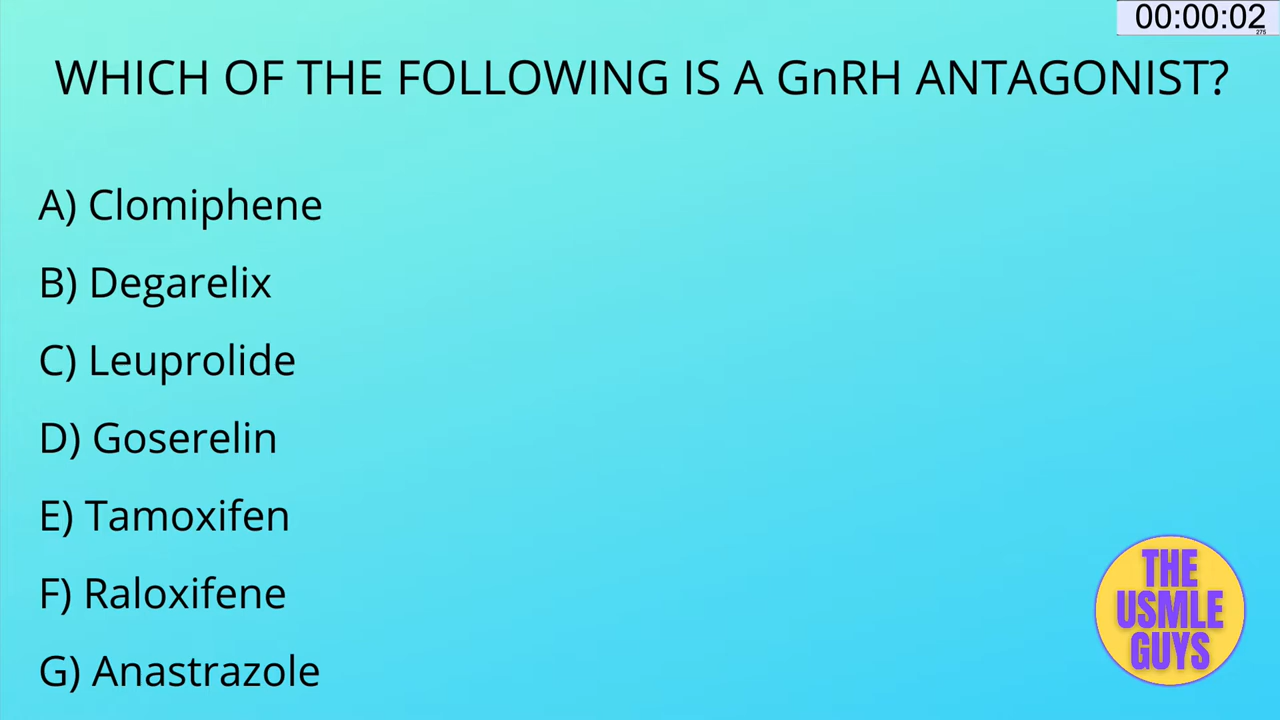 00:00:02
275
WHICH OF THE FOLLOWING IS A GnRH ANTAGONIST?
A) Clomiphene
B) Degarelix
C) Leuprolide
D) Goserelin
E) Tamoxifen
F) Raloxifene
G) Anastrazole
THE
USMLE
GUYS